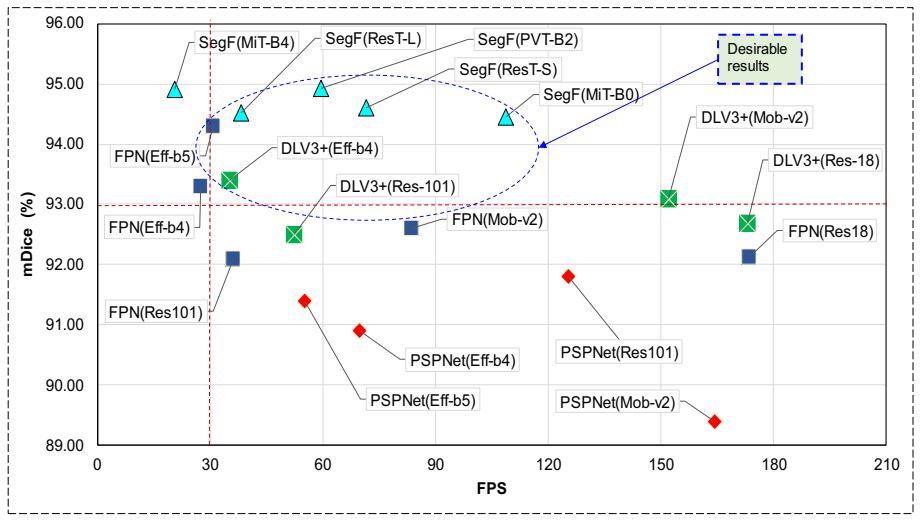 96.00
95.00
94.00
93.00
92.00
91.00
90.00
89.00
mDice (%)
SegF(MiT-B4)
SegF(ResT-L)
SegF(PVT-B2)
SegF(ResT-S)
SegF(MiT-B0)
Desirable
results
DLV3+(Mob-v2)
FPN(Eff-b5)
DLV3+(Eff-b4)
DLV3+(Res-18)
DLV3+(Res-101)
FPN(Eff-b4)
FPN(Mob-v2)
FPN(Res18)
FPN(Res101)
PSPNet(Res101)
PSPNet(Eff-b4)
PSPNet(Eff-b5)
PSPNet(Mob-v2)
0
30
60
90
120
150
180
210
FPS